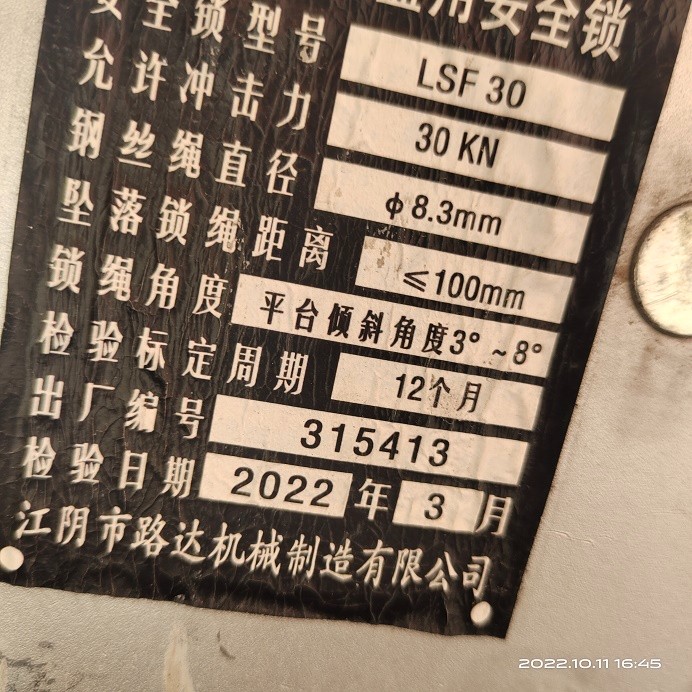 用安全锁
安全锁型号 LSF 30
允许冲击力 30 KN
钢丝绳直径 φ8.3mm
坠落锁绳距离 ≤100mm
锁绳角度 平台倾斜角度3°~8°
检验标定周期 12个月
出厂编号 315413
检验日期 2022 年 3 月
江阴市路达机械制造有限公司
2022.10.11 16:45